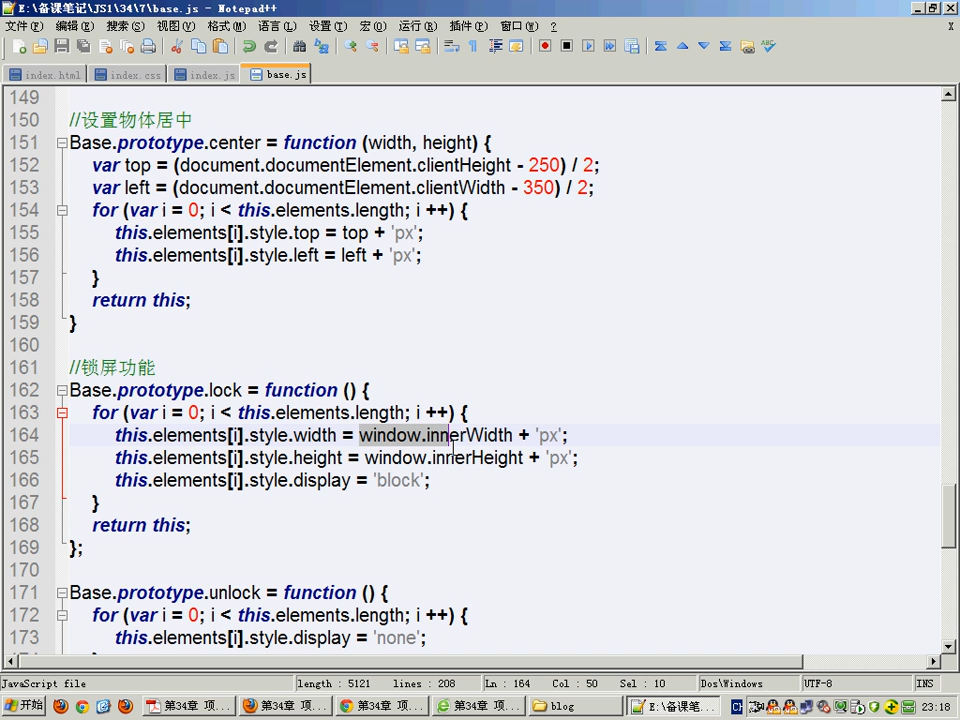 E:\备课笔记\JS1\34\7\base.js - Notepad++
文件(F) 编辑(E) 搜索(S) 视图(V) 格式(M) 语言(L) 设置(T) 宏(O) 运行(R) 插件(P) 窗口(W) ? X
index.html index.css index.js base.js
149
150 //设置物体居中
151 Base.prototype.center = function (width, height) {
152 var top = (document.documentElement.clientHeight - 250) / 2;
153 var left = (document.documentElement.clientWidth - 350) / 2;
154 for (var i = 0; i < this.elements.length; i ++) {
155 this.elements[i].style.top = top + 'px';
156 this.elements[i].style.left = left + 'px';
157 }
158 return this;
159 }
160
161 //锁屏功能
162 Base.prototype.lock = function () {
163 for (var i = 0; i < this.elements.length; i ++) {
164 this.elements[i].style.width = window.innerWidth + 'px';
165 this.elements[i].style.height = window.innerHeight + 'px';
166 this.elements[i].style.display = 'block';
167 }
168 return this;
169 };
170
171 Base.prototype.unlock = function () {
172 for (var i = 0; i < this.elements.length; i ++) {
173 this.elements[i].style.display = 'none';
JavaScript file length : 5121 lines : 208 Ln : 164 Col : 50 Sel : 10 Dos\Windows UTF-8 INS
开始 第34章 项... 第34章 项... 第34章 项... 第34章 项... blog E:\备课笔... CH 23:18